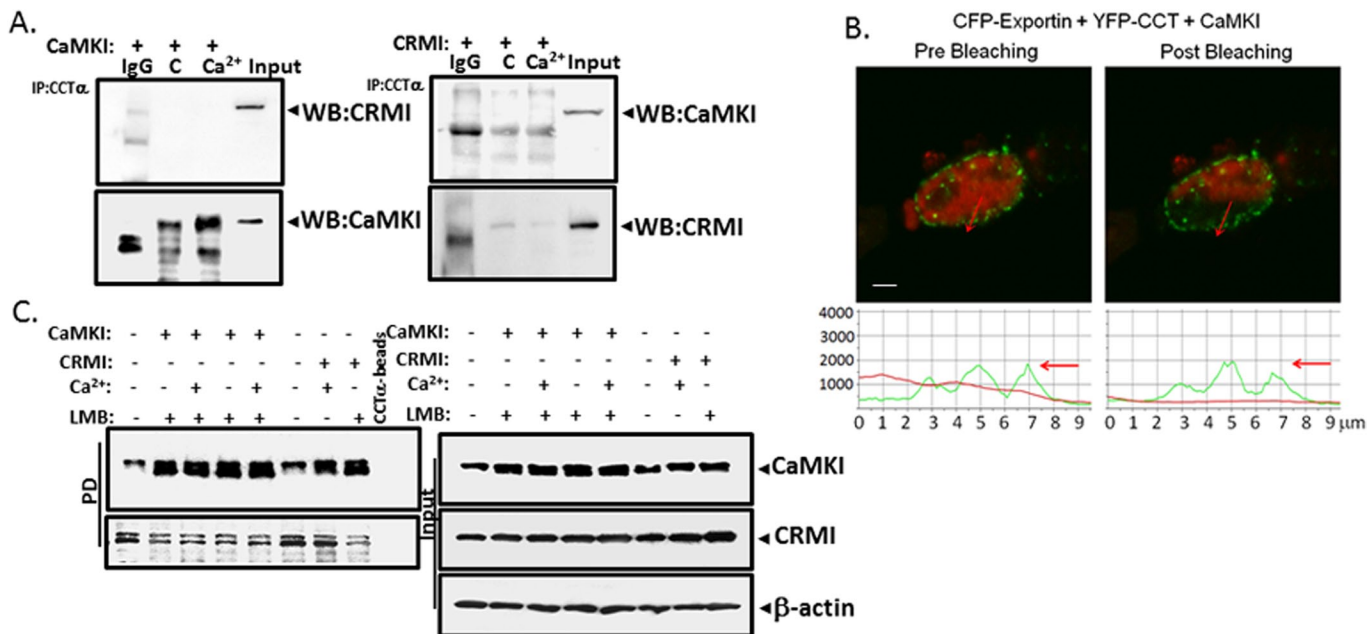 A.
CaMKI: + + +
IgG C Ca²⁺ Input
IP:CCTα
WB:CRMI
WB:CaMKI
CRMI: + + +
IgG C Ca²⁺ Input
IP:CCTα
WB:CaMKI
WB:CRMI
B.
CFP-Exportin + YFP-CCT + CaMKI
Pre Bleaching Post Bleaching
4000
3000
2000
1000
0 1 2 3 4 5 6 7 8 9 0 1 2 3 4 5 6 7 8 9 μm
C.
CaMKI: - + + + + - - -
CRMI: - - - - - - + +
Ca²⁺: - - + - + - + -
LMB: - + + + + - - +
CCTα-beads
PD
CaMKI: - + + + + - - -
CRMI: - - - - - - + +
Ca²⁺: - - + - + - + -
LMB: - + + + + - - +
Input
CaMKI
CRMI
β-actin